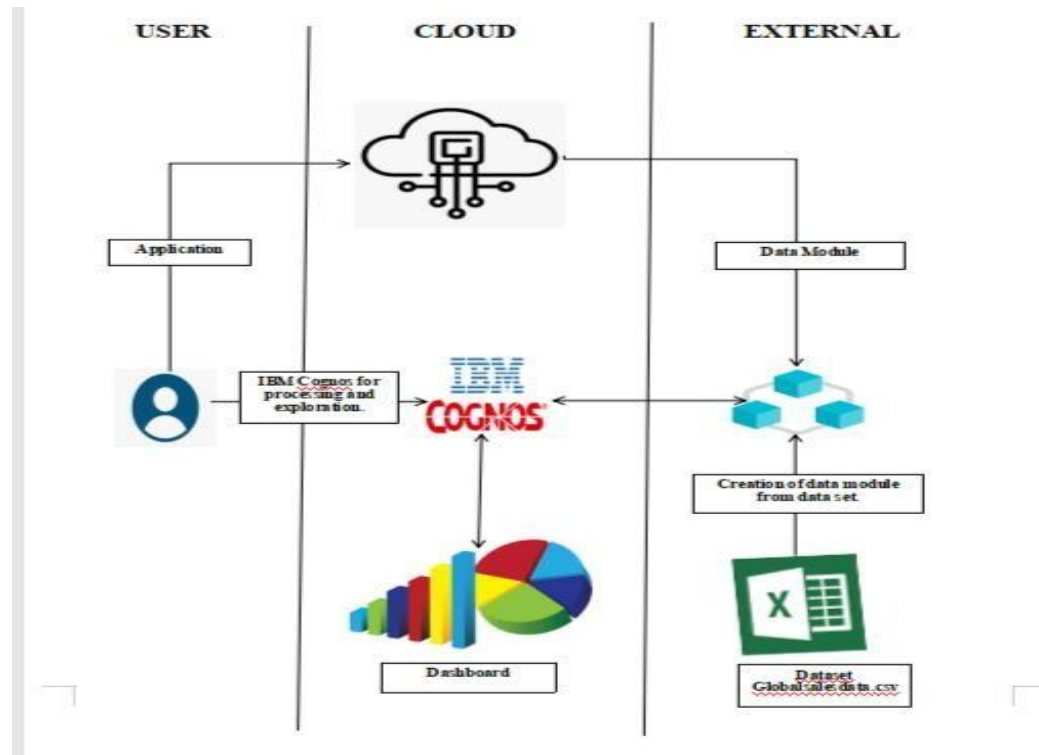 USER
CLOUD
EXTERNAL
Application
Data Module
IBM Cognos for
processing and
exploration.
IBM
COGNOS®
Creation of data module
from data set.
X
Dashboard
Dataset
Globalsalesdata.csv